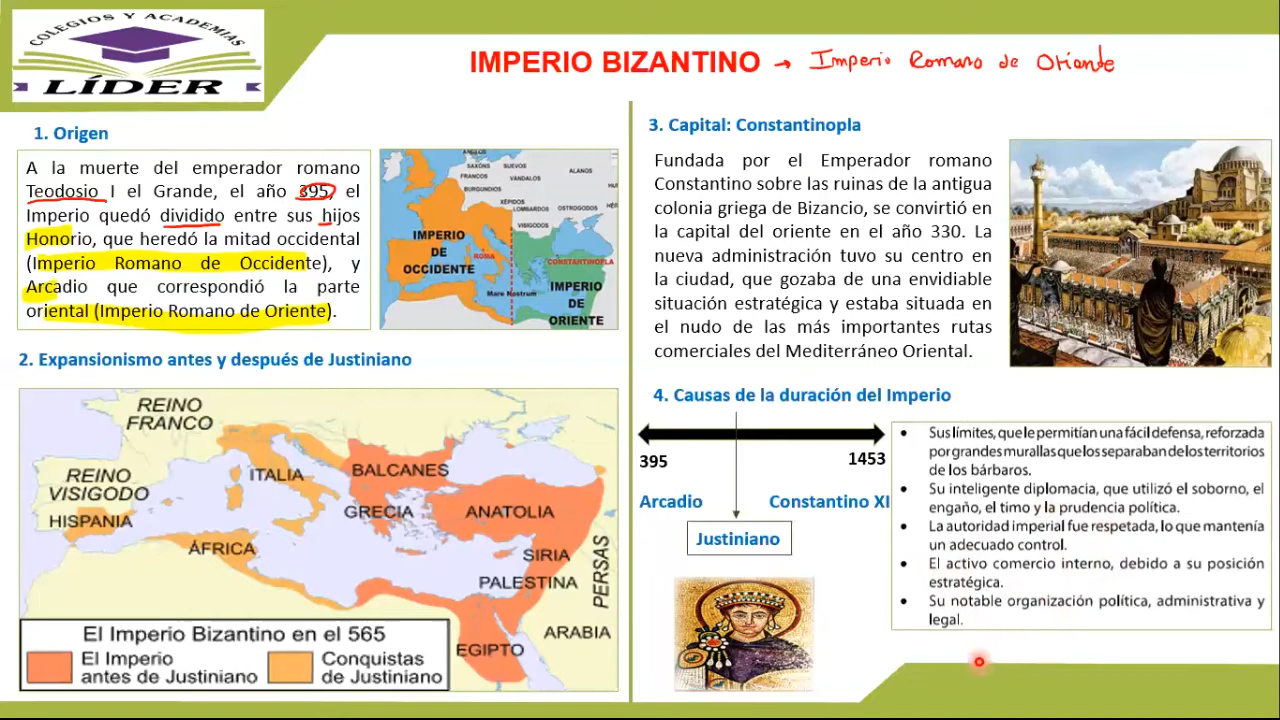 COLEGIOS Y ACADEMIAS
LÍDER
IMPERIO BIZANTINO → Imperio Romano de Oriente
1. Origen
A la muerte del emperador romano
Teodosio I el Grande, el año 395, el
Imperio quedó dividido entre sus hijos
Honorio, que heredó la mitad occidental
(Imperio Romano de Occidente), y
Arcadio que correspondió la parte
oriental (Imperio Romano de Oriente).
SAXONS
SUEVOS
FRANCOS
VÁNDALOS
ALANOS
BURGUNDIOS
XÉPIDOS
LOMBARDOS
OSTROGODOS
VISIGODOS
IMPERIO
DE
OCCIDENTE
ROMA
CONSTANTINOPLA
Mare Nostrum
IMPERIO
DE
ORIENTE
2. Expansionismo antes y después de Justiniano
REINO
FRANCO
REINO
VISIGODO
HISPANIA
ITALIA
BALCANES
GRECIA
ANATOLIA
ÁFRICA
SIRIA
PALESTINA
PERSAS
ARABIA
EGIPTO
El Imperio Bizantino en el 565
El Imperio
antes de Justiniano
Conquistas
de Justiniano
3. Capital: Constantinopla
Fundada por el Emperador romano
Constantino sobre las ruinas de la antigua
colonia griega de Bizancio, se convirtió en
la capital del oriente en el año 330. La
nueva administración tuvo su centro en
la ciudad, que gozaba de una envidiable
situación estratégica y estaba situada en
el nudo de las más importantes rutas
comerciales del Mediterráneo Oriental.
4. Causas de la duración del Imperio
395
1453
Arcadio
Constantino XI
Justiniano
• Sus límites, que le permitían una fácil defensa, reforzada
por grandes murallas que los separaban de los territorios
de los bárbaros.
• Su inteligente diplomacia, que utilizó el soborno, el
engaño, el timo y la prudencia política.
• La autoridad imperial fue respetada, lo que mantenía
un adecuado control.
• El activo comercio interno, debido a su posición
estratégica.
• Su notable organización política, administrativa y
legal.